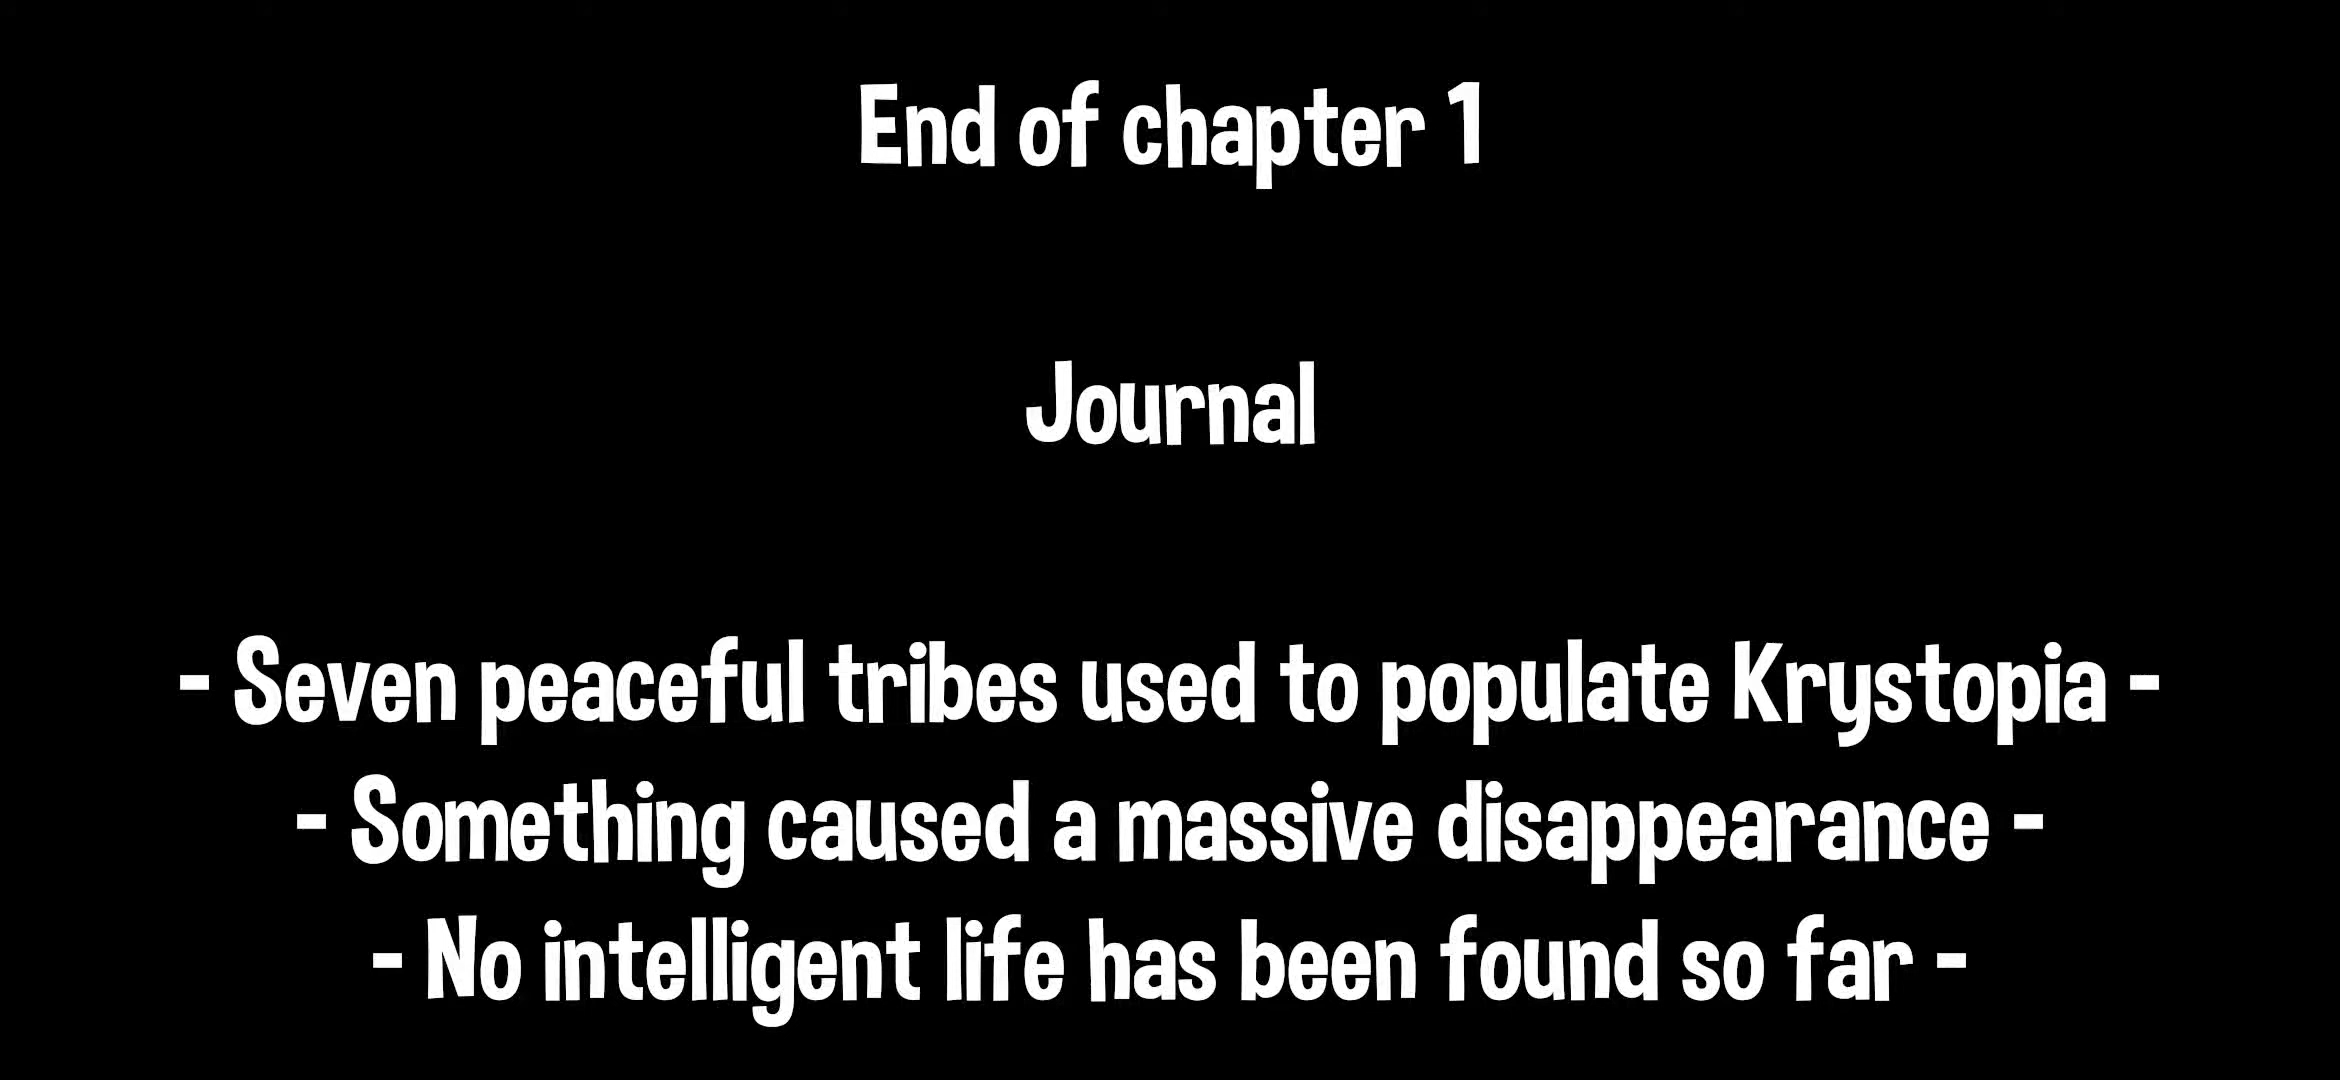 End of chapter 1
Journal
- Seven peaceful tribes used to populate Krystopia -
- Something caused a massive disappearance -
- No intelligent life has been found so far -